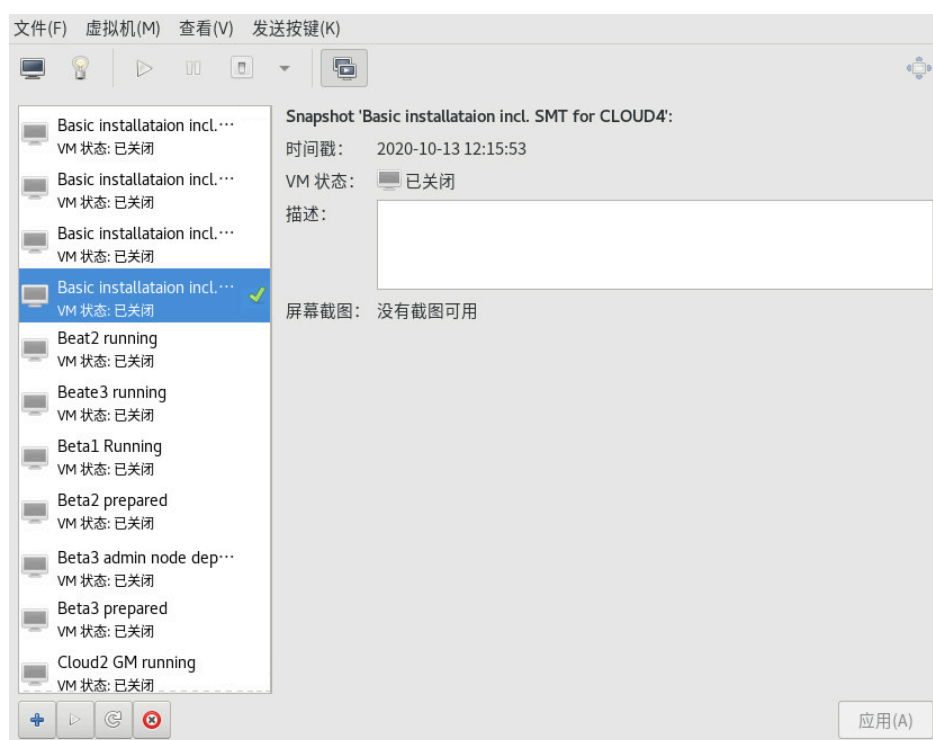 文件(F) 虚拟机(M) 查看(V) 发送按键(K)
Basic installataion incl.⋯
VM 状态: 已关闭
Basic installataion incl.⋯
VM 状态: 已关闭
Basic installataion incl.⋯
VM 状态: 已关闭
Basic installataion incl.⋯
VM 状态: 已关闭
Beat2 running
VM 状态: 已关闭
Beate3 running
VM 状态: 已关闭
Beta1 Running
VM 状态: 已关闭
Beta2 prepared
VM 状态: 已关闭
Beta3 admin node dep⋯
VM 状态: 已关闭
Beta3 prepared
VM 状态: 已关闭
Cloud2 GM running
VM 状态: 已关闭
Snapshot 'Basic installataion incl. SMT for CLOUD4':
时间戳: 2020-10-13 12:15:53
VM 状态: 已关闭
描述:
屏幕截图: 没有截图可用
应用(A)